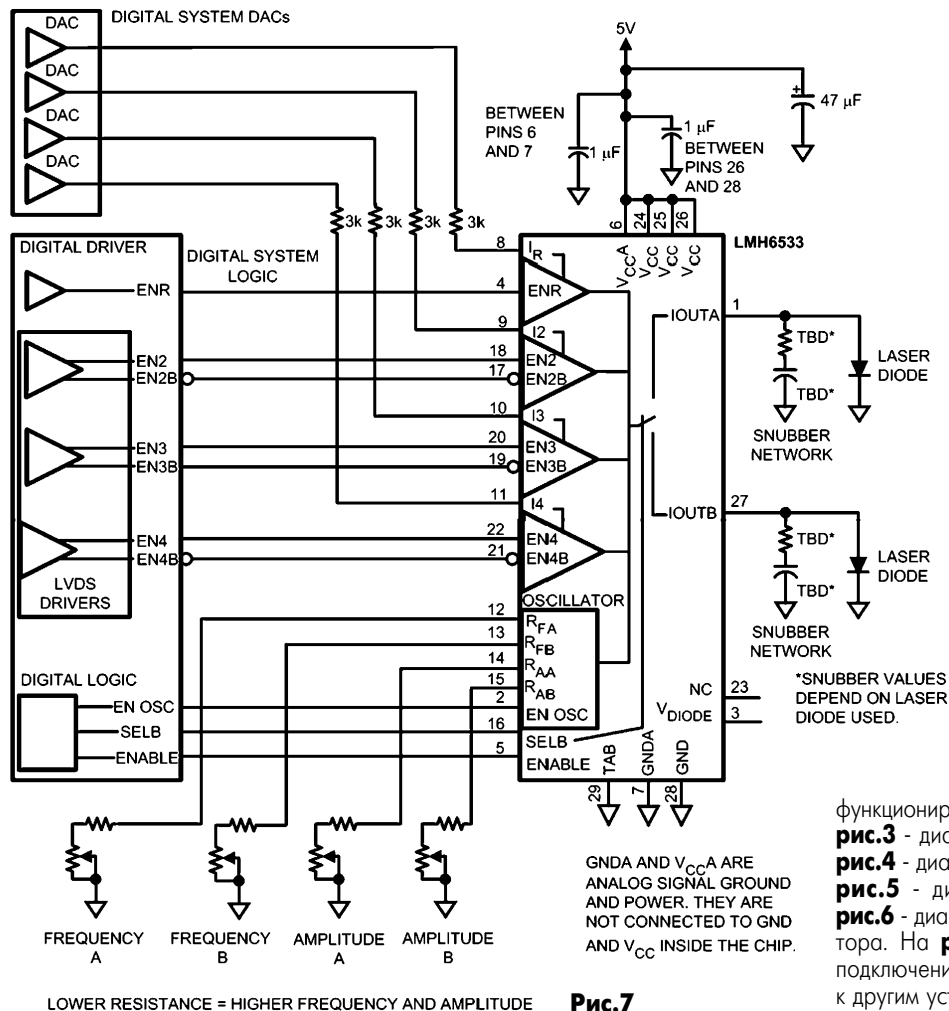 DIGITAL SYSTEM DACs
DAC
DAC
DAC
DAC
5V
BETWEEN
PINS 6
AND 7
1 µF
1 µF
BETWEEN
PINS 26
AND 28
+
47 µF
3k
3k
3k
3k
DIGITAL DRIVER
DIGITAL SYSTEM
LOGIC
ENR
EN2
EN2B
EN3
EN3B
EN4
EN4B
LVDS
DRIVERS
DIGITAL LOGIC
EN OSC
SELB
ENABLE
8
4
9
18
17
10
20
19
11
22
21
12
13
14
15
2
16
5
6
24
25
26
VCCA
VCC
VCC
VCC
LMH6533
IR
ENR
I2
EN2
EN2B
I3
EN3
EN3B
I4
EN4
EN4B
OSCILLATOR
RFA
RFB
RAA
RAB
EN OSC
SELB
ENABLE
IOUTA
1
IOUTB
27
NC
23
VDIODE
3
TAB
GNDA
GND
29
7
28
TBD*
TBD*
LASER
DIODE
SNUBBER
NETWORK
TBD*
TBD*
LASER
DIODE
SNUBBER
NETWORK
*SNUBBER VALUES
DEPEND ON LASER
DIODE USED.
FREQUENCY
A
FREQUENCY
B
AMPLITUDE
A
AMPLITUDE
B
GNDA AND VCCA ARE
ANALOG SIGNAL GROUND
AND POWER. THEY ARE
NOT CONNECTED TO GND
AND VCC INSIDE THE CHIP.
LOWER RESISTANCE = HIGHER FREQUENCY AND AMPLITUDE
Рис.7
функционир
рис.3 - дио
рис.4 - диа
рис.5 - ди
рис.6 - диа
тора. На р
подключени
к другим уст